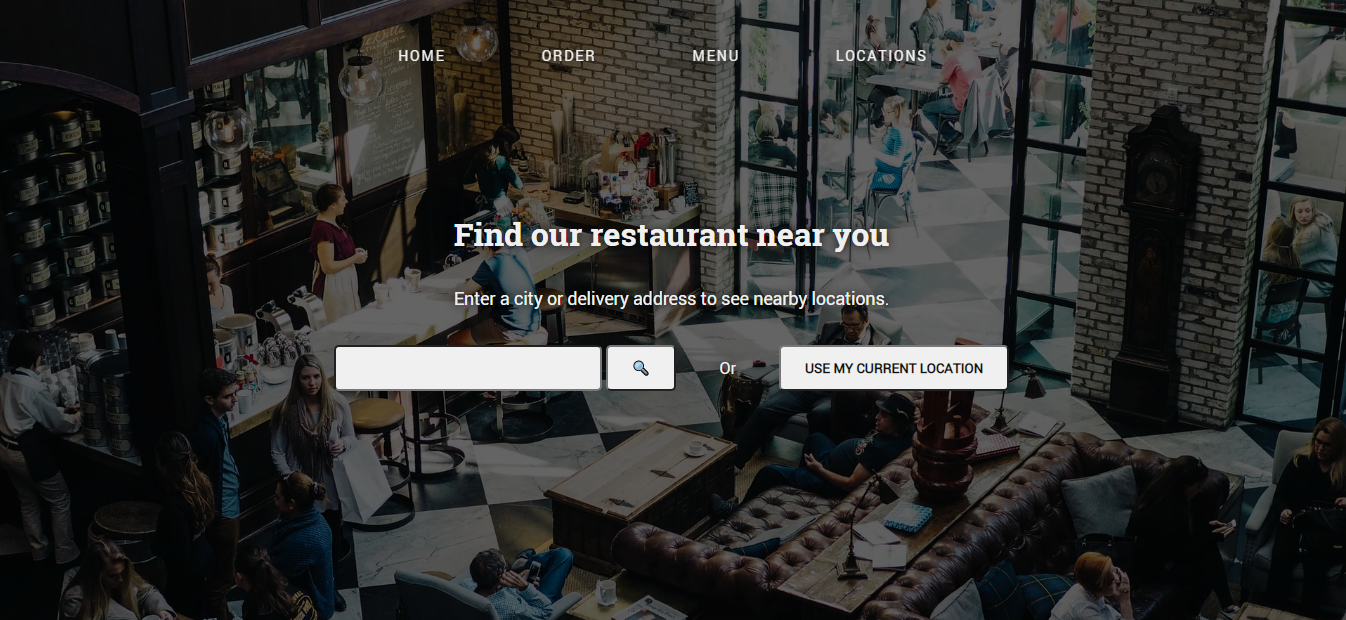 HOME ORDER MENU LOCATIONS
Find our restaurant near you
Enter a city or delivery address to see nearby locations.
Or USE MY CURRENT LOCATION